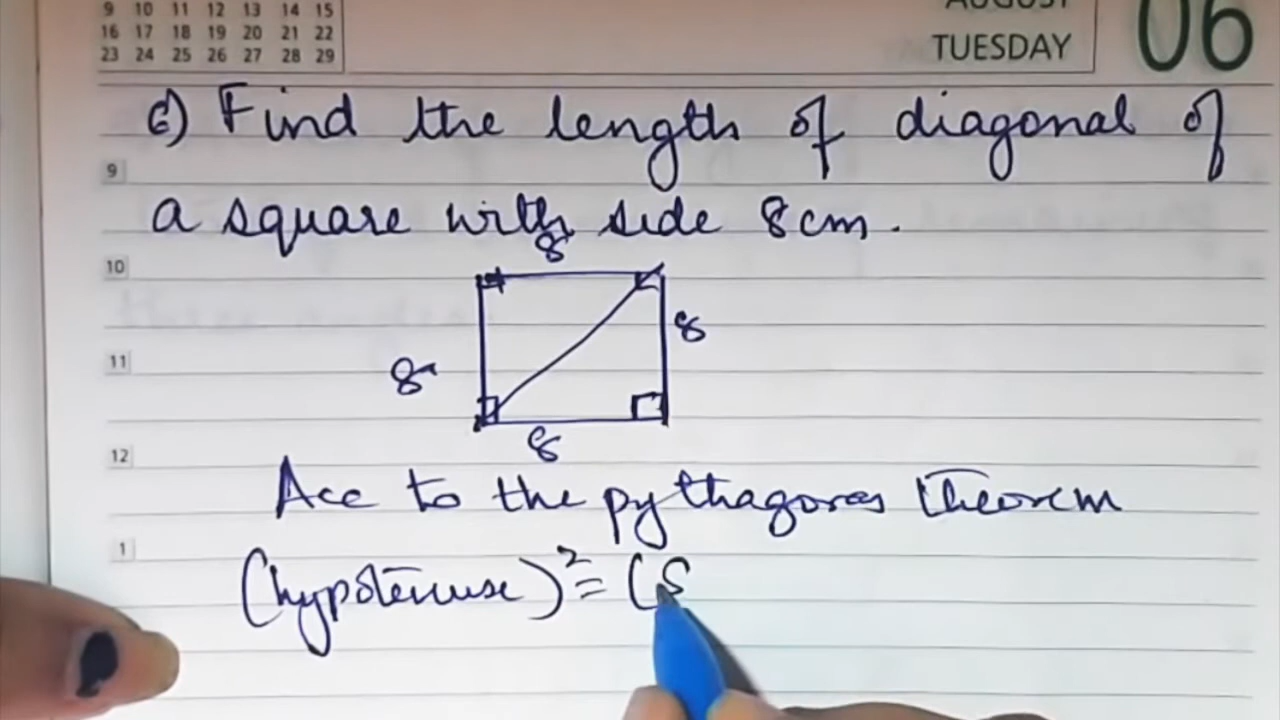 9 10 11 12 13 14 15
16 17 18 19 20 21 22
23 24 25 26 27 28 29
AUGUST
TUESDAY
06
6) Find the length of diagonal of
9
a square with side 8cm.
8
10
8
11
8
8
12
Acc to the pythagoras theorem
1
(hypotenuse)² = (S